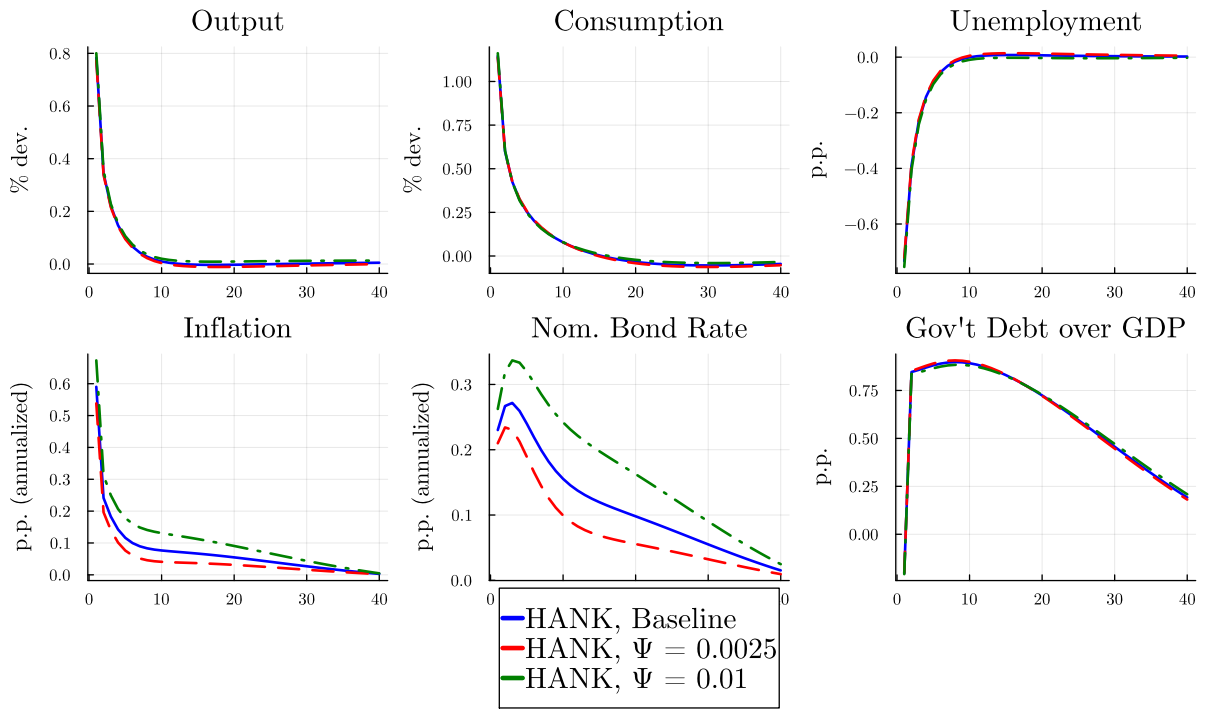 Output
Consumption
Unemployment
% dev.
0.8
0.6
0.4
0.2
0.0
0 10 20 30 40
% dev.
1.00
0.75
0.50
0.25
0.00
0 10 20 30 40
p.p.
0.0
−0.2
−0.4
−0.6
0 10 20 30 40
Inflation
Nom. Bond Rate
Gov't Debt over GDP
p.p. (annualized)
0.6
0.5
0.4
0.3
0.2
0.1
0.0
0 10 20 30 40
p.p. (annualized)
0.3
0.2
0.1
0.0
p.p.
0.75
0.50
0.25
0.00
0 10 20 30 40
HANK, Baseline
HANK, Ψ = 0.0025
HANK, Ψ = 0.01